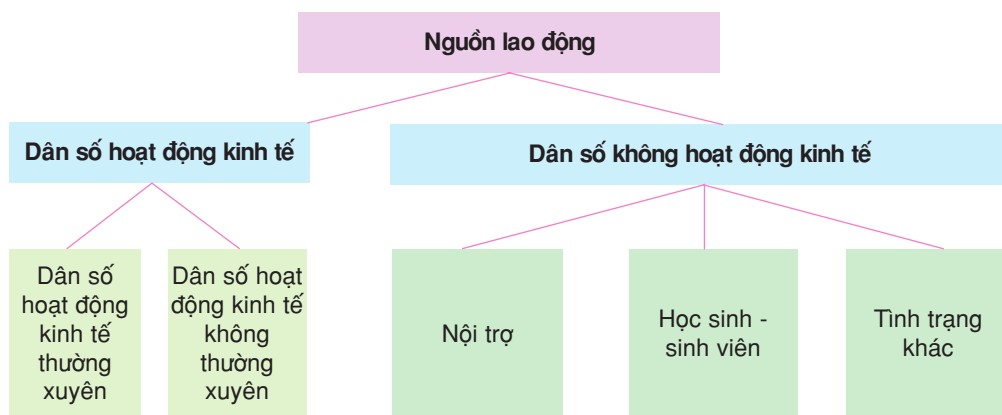 Nguồn lao động
Dân số hoạt động kinh tế
Dân số không hoạt động kinh tế
Dân số
hoạt động
kinh tế
thường
xuyên
Dân số hoạt
động kinh tế
không
thường
xuyên
Nội trợ
Học sinh -
sinh viên
Tình trạng
khác